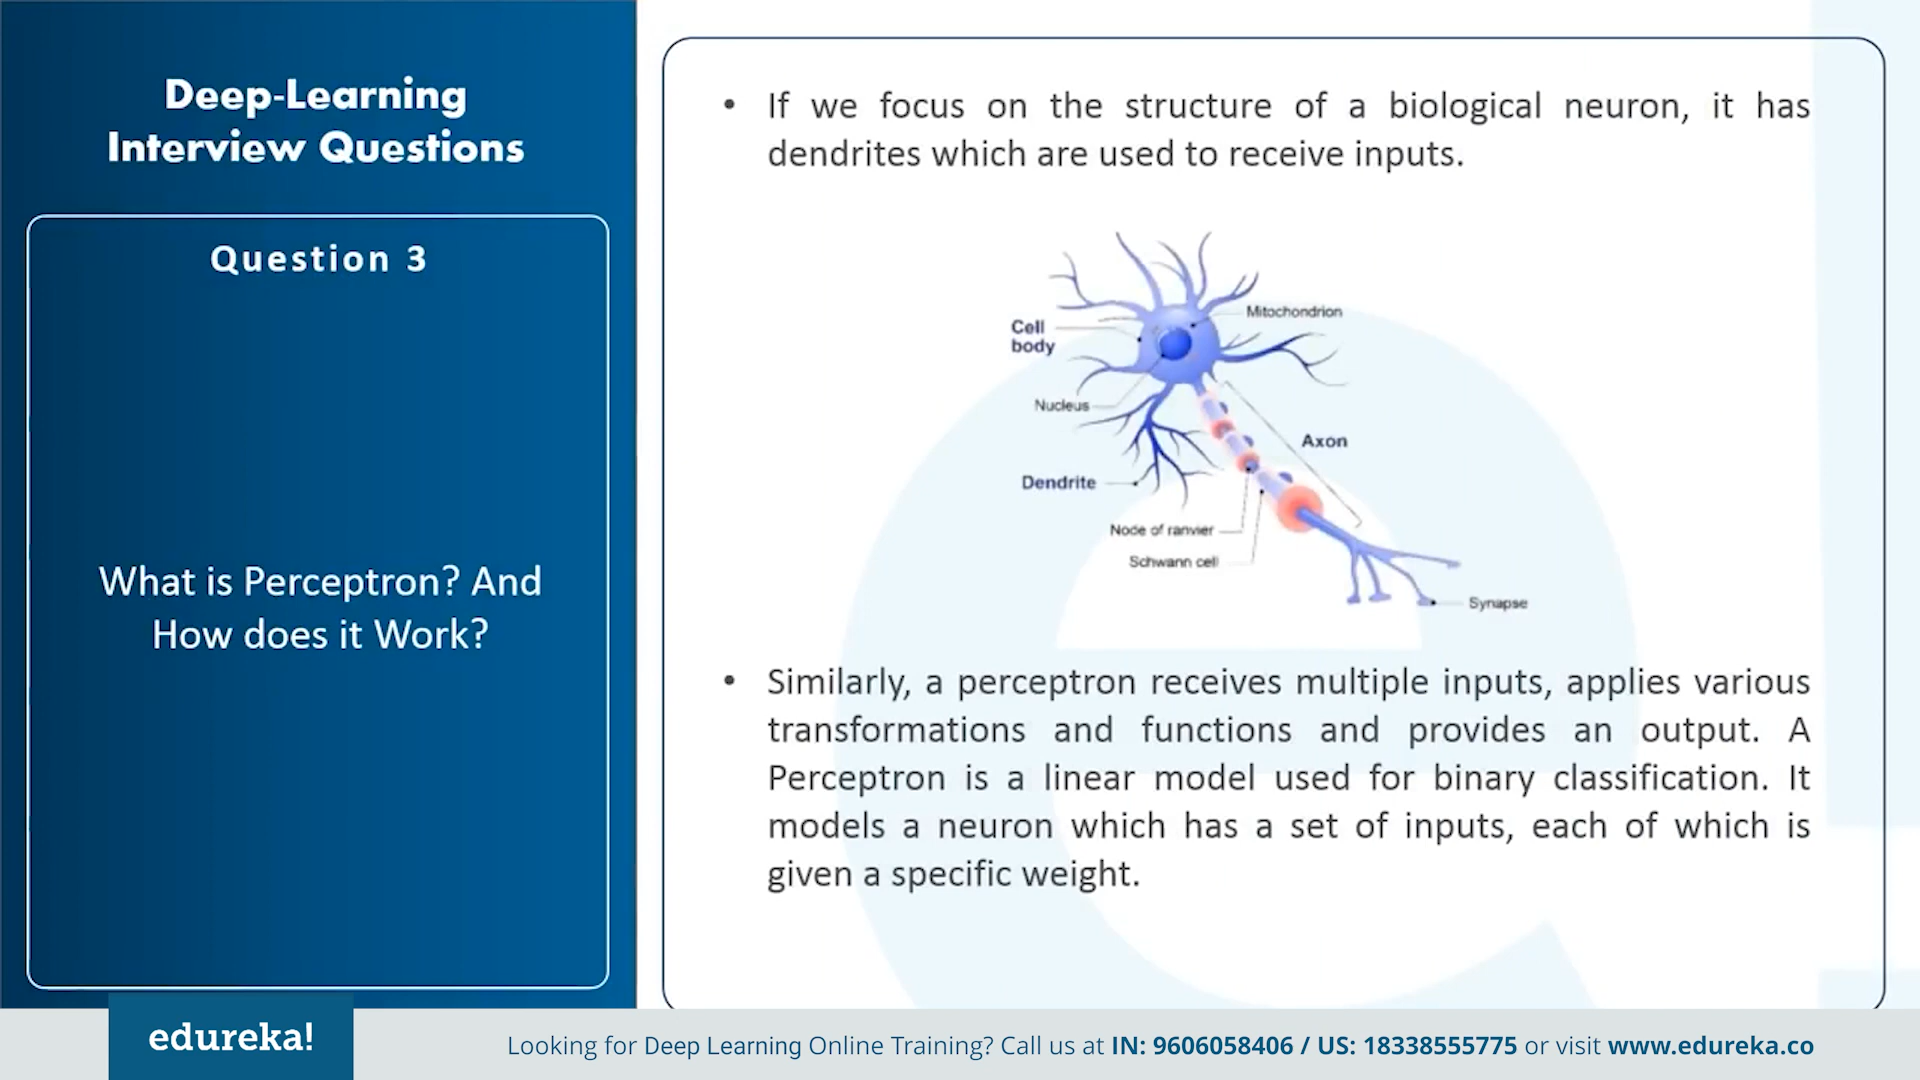 Deep-Learning
Interview Questions
Question 3
What is Perceptron? And
How does it Work?
• If we focus on the structure of a biological neuron, it has
dendrites which are used to receive inputs.
Mitochondrion
Cell
body
Nucleus
Axon
Dendrite
Node of ranvier
Schwann cell
Synapse
• Similarly, a perceptron receives multiple inputs, applies various
transformations and functions and provides an output. A
Perceptron is a linear model used for binary classification. It
models a neuron which has a set of inputs, each of which is
given a specific weight.
edureka!
Looking for Deep Learning Online Training? Call us at IN: 9606058406 / US: 18338555775 or visit www.edureka.co